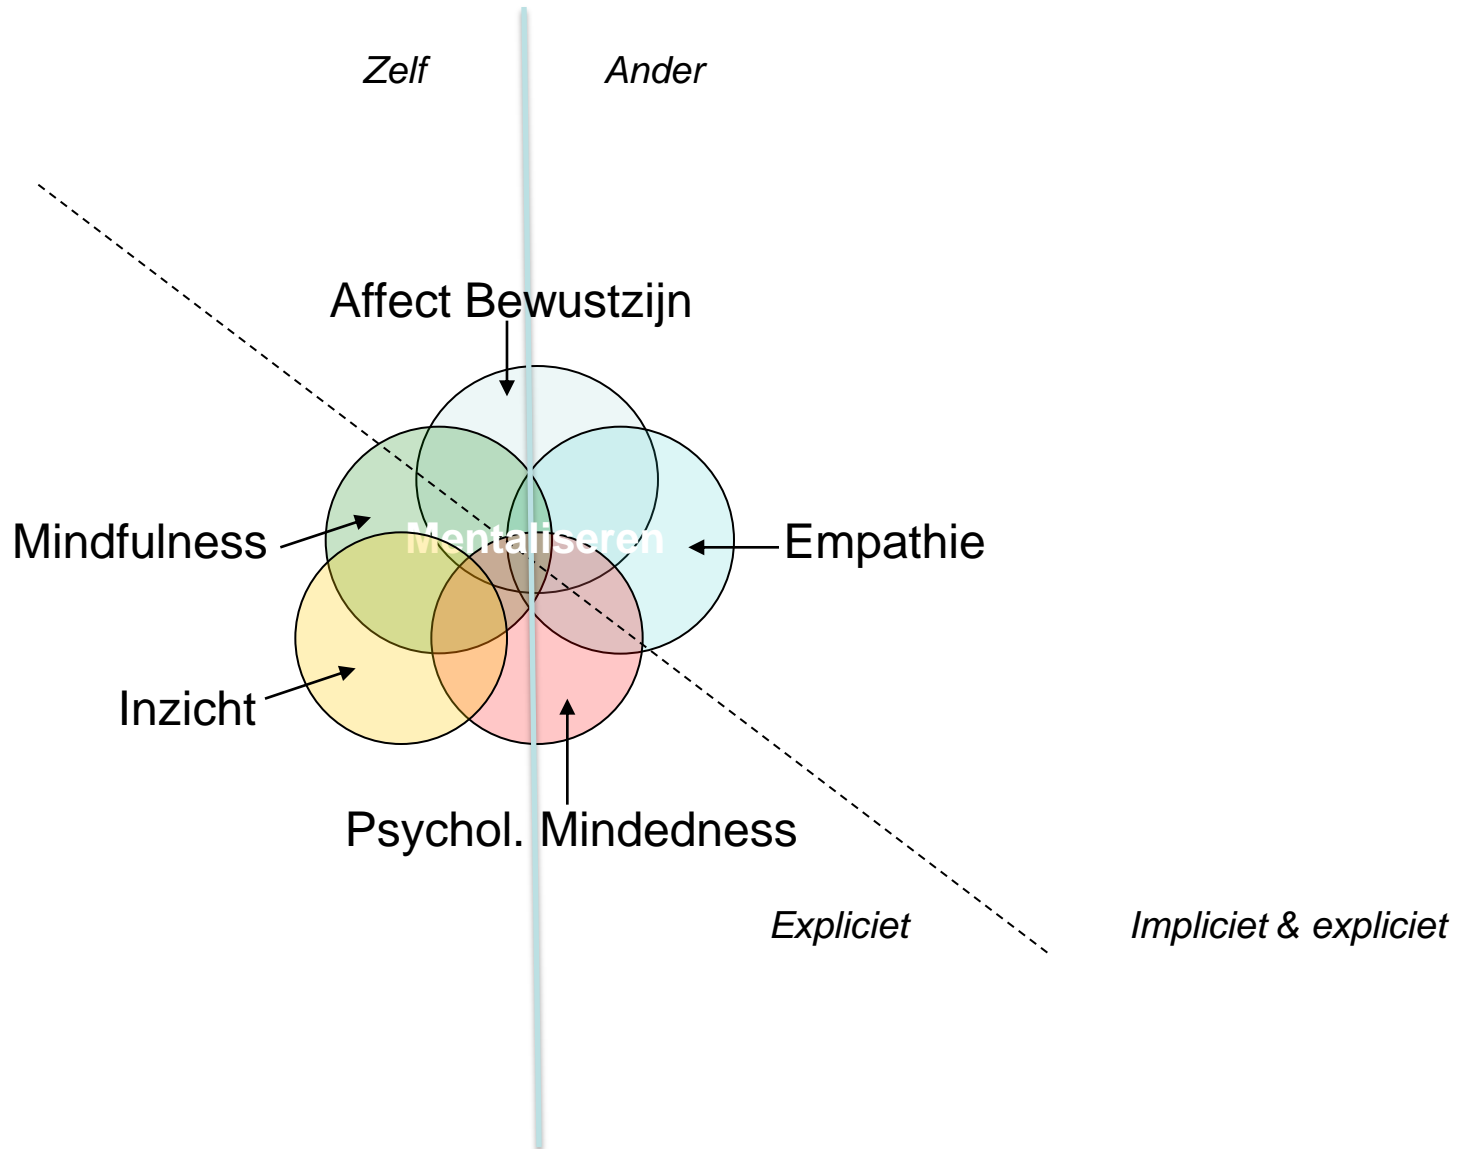 Zelf
Ander
Affect Bewustzijn
Mindfulness
Mentaliseren
Empathie
Inzicht
Psychol. Mindedness
Expliciet
Impliciet & expliciet